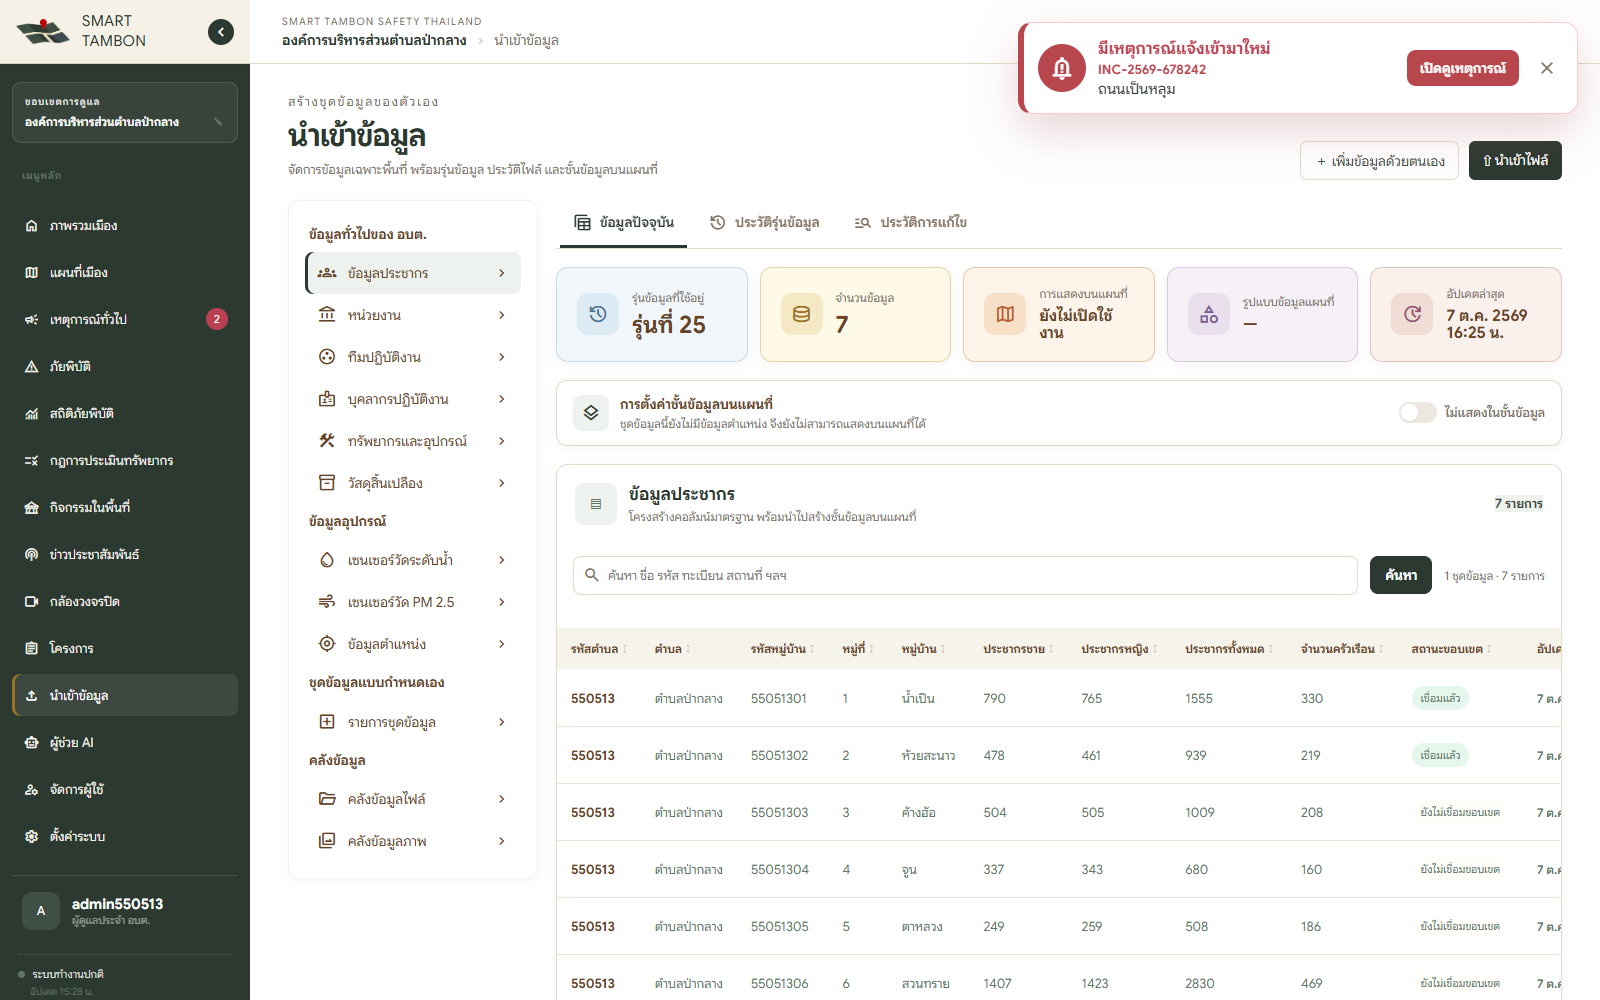 SMART
TAMBON
ขอบเขตการดูแล
องค์การบริหารส่วนตำบลป่ากลาง
เมนูหลัก
ภาพรวมเมือง
แผนที่เมือง
เหตุการณ์ทั่วไป 2
ภัยพิบัติ
สถิติภัยพิบัติ
กฎการประเมินทรัพยากร
กิจกรรมในพื้นที่
ข่าวประชาสัมพันธ์
กล้องวงจรปิด
โครงการ
นำเข้าข้อมูล
ผู้ช่วย AI
จัดการผู้ใช้
ตั้งค่าระบบ
A
admin550513
ผู้ดูแลประจำ อบต.
ระบบทำงานปกติ
อัปเดต 15:28 น.
SMART TAMBON SAFETY THAILAND
องค์การบริหารส่วนตำบลป่ากลาง › นำเข้าข้อมูล
มีเหตุการณ์แจ้งเข้ามาใหม่
INC-2569-678242
ถนนเป็นหลุม
เปิดดูเหตุการณ์
สร้างชุดข้อมูลของตัวเอง
นำเข้าข้อมูล
จัดการข้อมูลเฉพาะพื้นที่ พร้อมรุ่นข้อมูล ประวัติไฟล์ และชั้นข้อมูลบนแผนที่
+ เพิ่มข้อมูลด้วยตนเอง
⇧ นำเข้าไฟล์
ข้อมูลทั่วไปของ อบต.
ข้อมูลประชากร
หน่วยงาน
ทีมปฏิบัติงาน
บุคลากรปฏิบัติงาน
ทรัพยากรและอุปกรณ์
วัสดุสิ้นเปลือง
ข้อมูลอุปกรณ์
เซนเซอร์วัดระดับน้ำ
เซนเซอร์วัด PM 2.5
ข้อมูลตำแหน่ง
ชุดข้อมูลแบบกำหนดเอง
รายการชุดข้อมูล
คลังข้อมูล
คลังข้อมูลไฟล์
คลังข้อมูลภาพ
ข้อมูลปัจจุบัน
ประวัติรุ่นข้อมูล
ประวัติการแก้ไข
รุ่นข้อมูลที่ใช้อยู่
รุ่นที่ 25
จำนวนข้อมูล
7
การแสดงบนแผนที่
ยังไม่เปิดใช้
งาน
รูปแบบข้อมูลแผนที่
—
อัปเดตล่าสุด
7 ต.ค. 2569
16:25 น.
การตั้งค่าชั้นข้อมูลบนแผนที่
ชุดข้อมูลนี้ยังไม่มีข้อมูลตำแหน่ง จึงยังไม่สามารถแสดงบนแผนที่ได้
ไม่แสดงในชั้นข้อมูล
ข้อมูลประชากร
โครงสร้างคอลัมน์มาตรฐาน พร้อมนำไปสร้างชั้นข้อมูลบนแผนที่
7 รายการ
ค้นหา ชื่อ รหัส ทะเบียน สถานที่ ฯลฯ
ค้นหา
1 ชุดข้อมูล · 7 รายการ
รหัสตำบล ตำบล รหัสหมู่บ้าน หมู่ที่ หมู่บ้าน ประชากรชาย ประชากรหญิง ประชากรทั้งหมด จำนวนครัวเรือน สถานะขอบเขต
550513 ตำบลป่ากลาง 55051301 1 น้ำเปิน 790 765 1555 330 เชื่อมแล้ว
550513 ตำบลป่ากลาง 55051302 2 ห้วยสะนาว 478 461 939 219 เชื่อมแล้ว
550513 ตำบลป่ากลาง 55051303 3 ค้างฮ้อ 504 505 1009 208 ยังไม่เชื่อมขอบเขต
550513 ตำบลป่ากลาง 55051304 4 จูน 337 343 680 160 ยังไม่เชื่อมขอบเขต
550513 ตำบลป่ากลาง 55051305 5 ตาหลวง 249 259 508 186 ยังไม่เชื่อมขอบเขต
550513 ตำบลป่ากลาง 55051306 6 สวนทราย 1407 1423 2830 469 ยังไม่เชื่อมขอบเขต